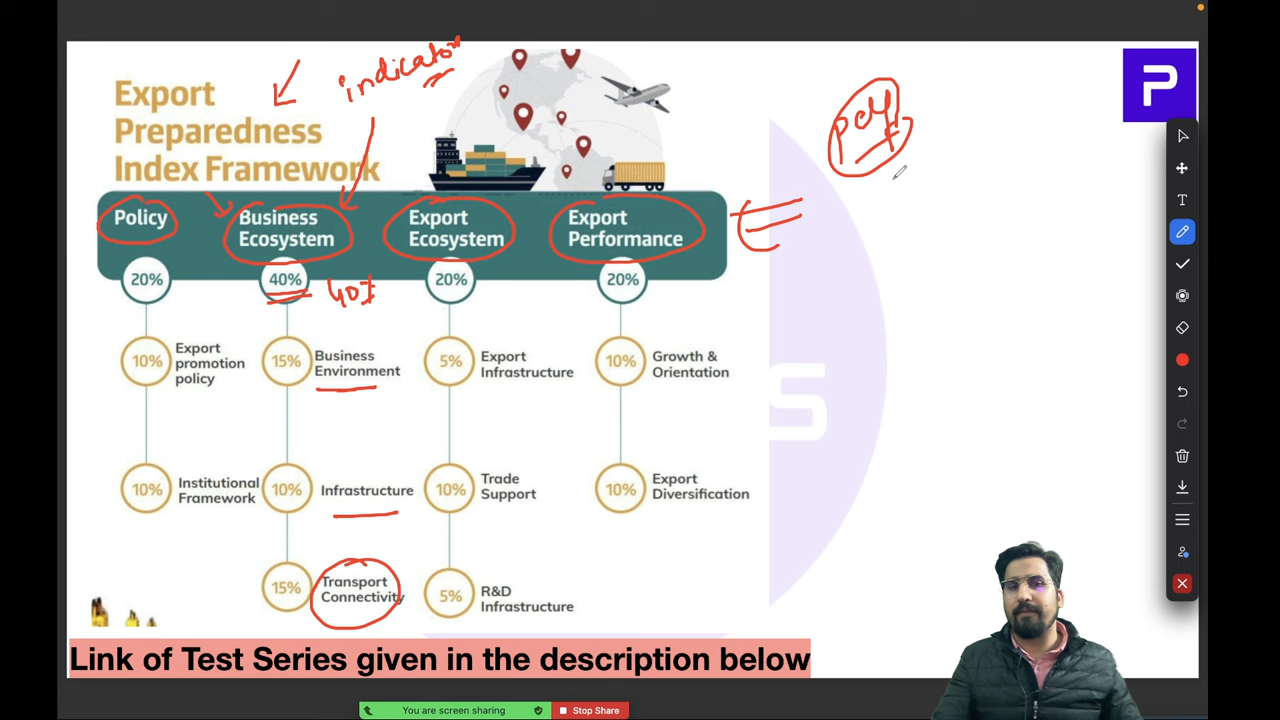 Export
Preparedness
Index Framework
indicator
pdf
P
Policy
Business
Ecosystem
Export
Ecosystem
Export
Performance
20%
40%
40%
20%
20%
10%
Export
promotion
policy
15%
Business
Environment
5%
Export
Infrastructure
10%
Growth &
Orientation
10%
Institutional
Framework
10%
Infrastructure
10%
Trade
Support
10%
Export
Diversification
15%
Transport
Connectivity
5%
R&D
Infrastructure
S
Link of Test Series given in the description below
T
You are screen sharing
Stop Share